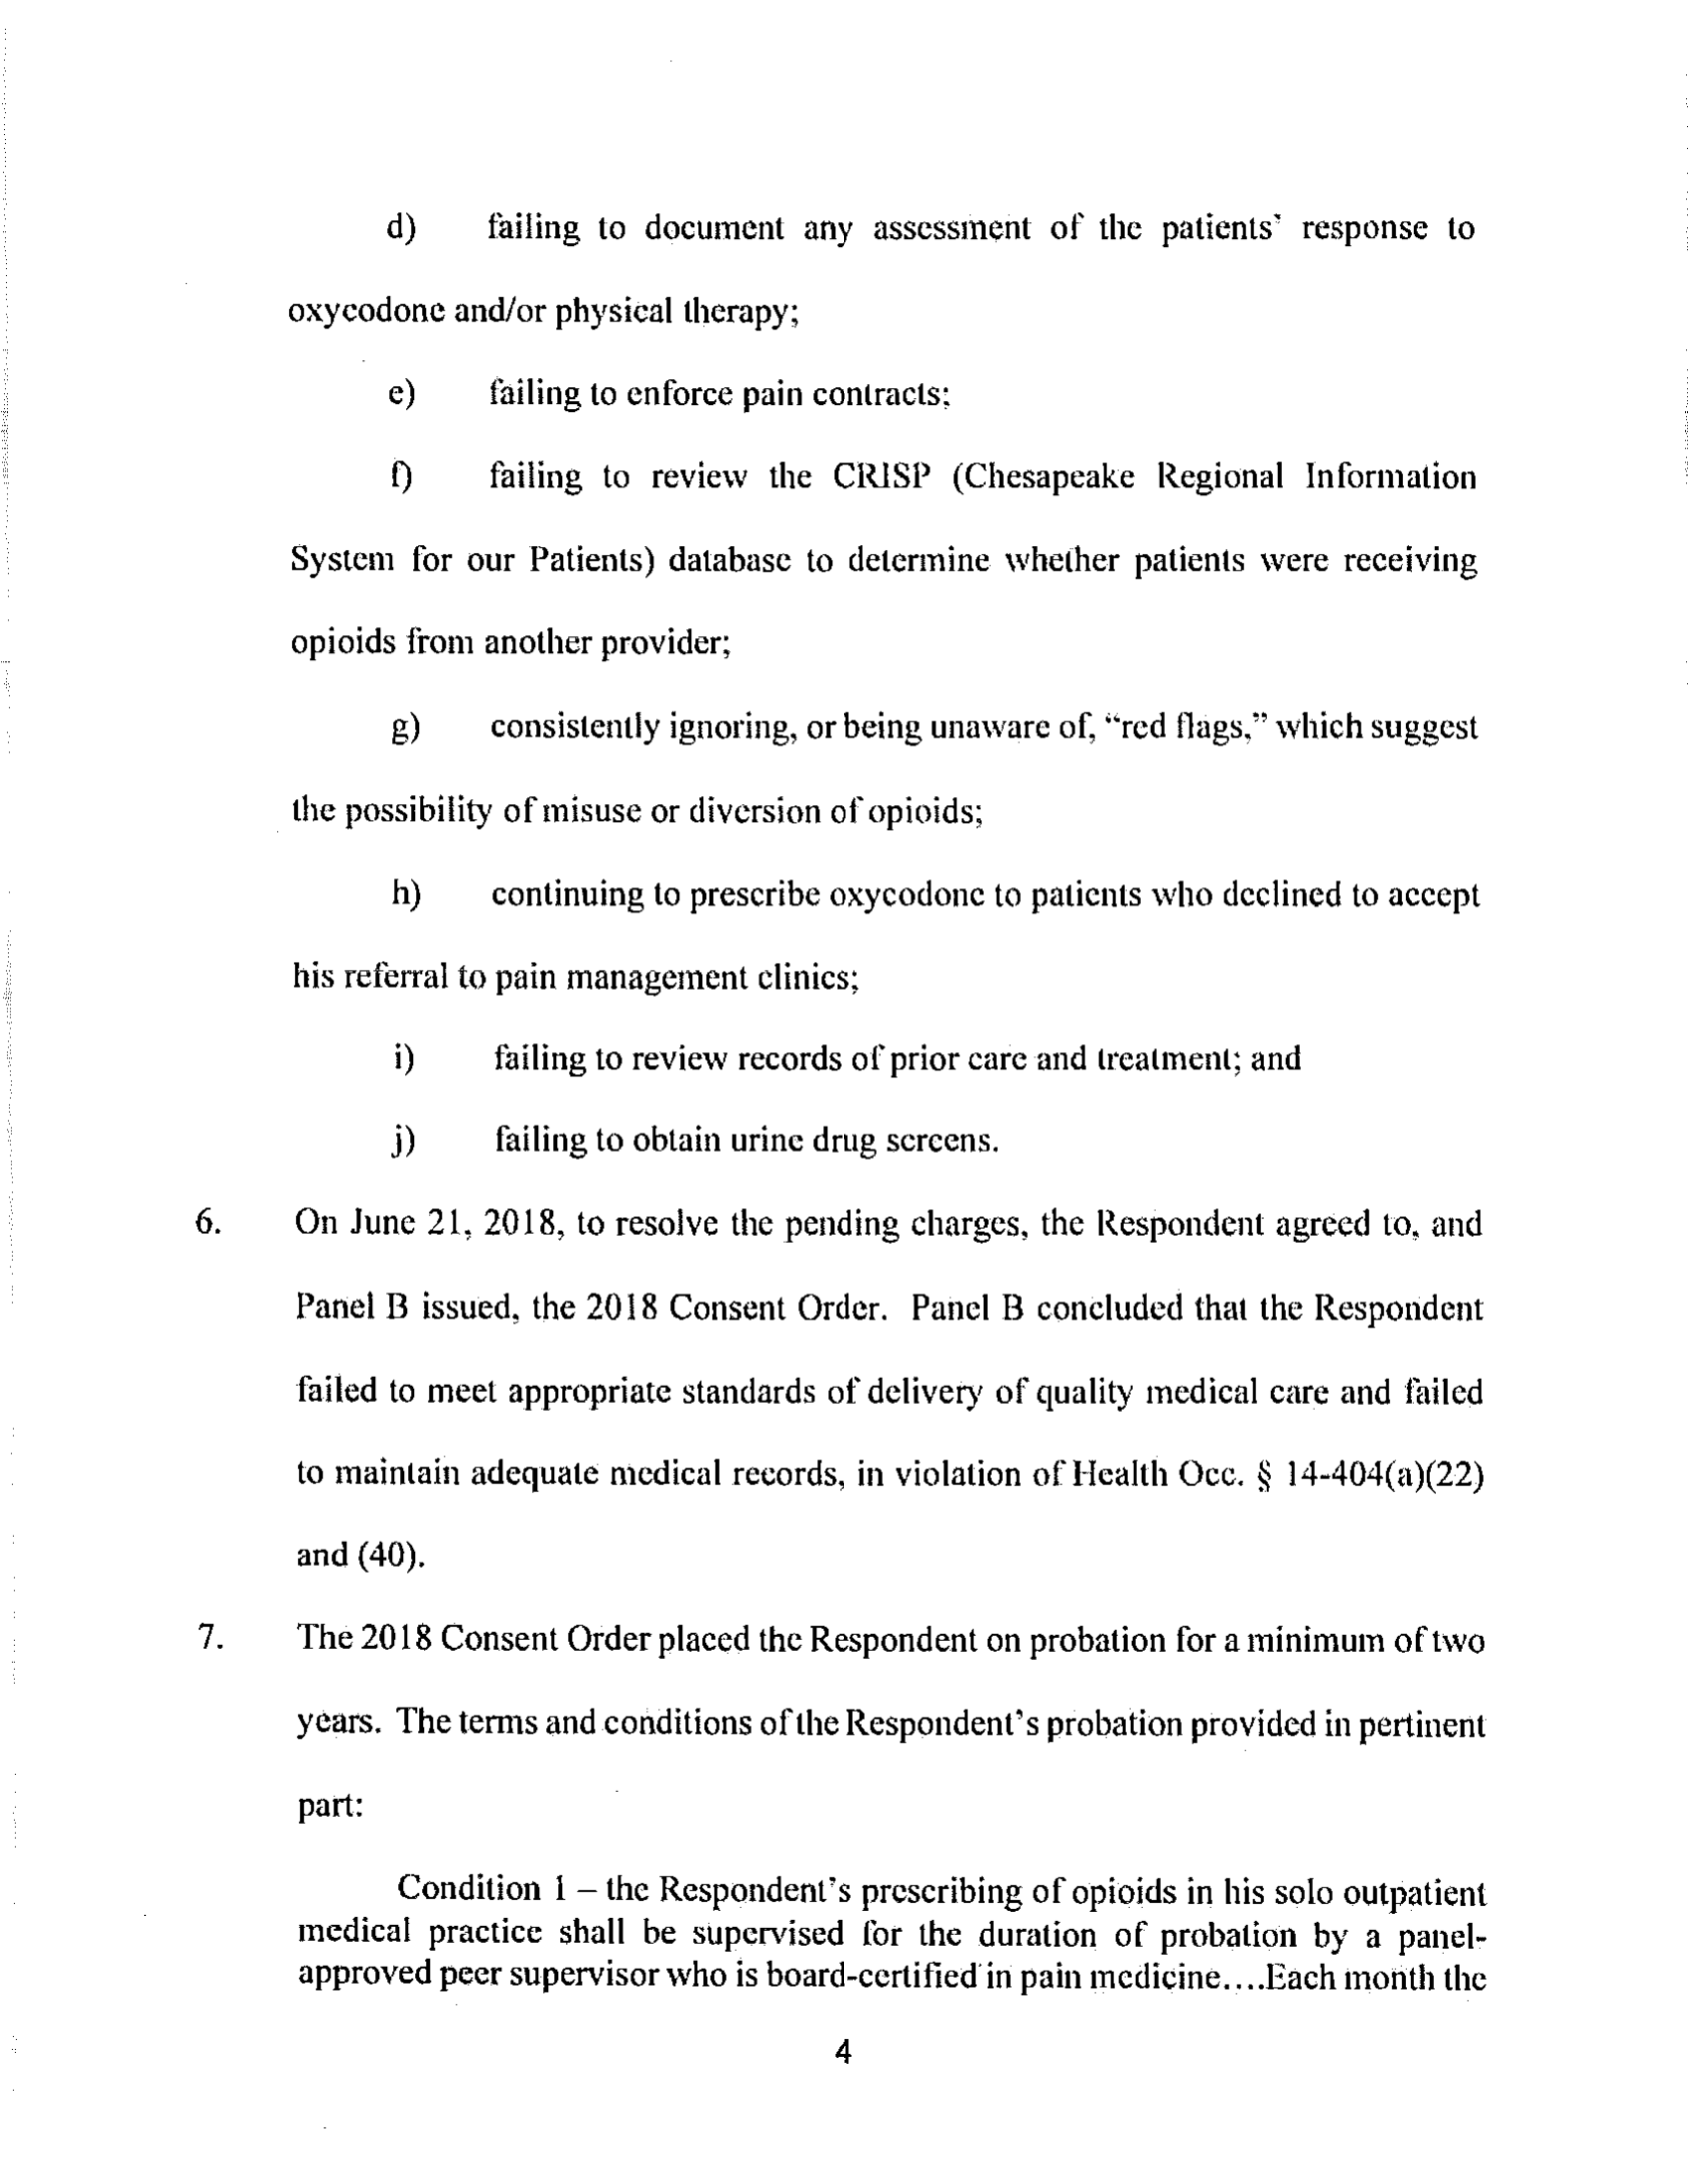 d) failing to document any assessment of the patients' response to
oxycodone and/or physical therapy;
e) failing to enforce pain contracts;
f) failing to review the CRISP (Chesapeake Regional Information
System for our Patients) database to determine whether patients were receiving
opioids from another provider;
g) consistently ignoring, or being unaware of, “red flags,” which suggest
the possibility of misuse or diversion of opioids;
h) continuing to prescribe oxycodone to patients who declined to accept
his referral to pain management clinics;
i) failing to review records of prior care and treatment; and
j) failing to obtain urine drug screens.
6. On June 21, 2018, to resolve the pending charges, the Respondent agreed to, and
Panel B issued, the 2018 Consent Order. Panel B concluded that the Respondent
failed to meet appropriate standards of delivery of quality medical care and failed
to maintain adequate medical records, in violation of Health Occ. § 14-404(a)(22)
and (40).
7. The 2018 Consent Order placed the Respondent on probation for a minimum of two
years. The terms and conditions of the Respondent's probation provided in pertinent
part:
Condition 1 – the Respondent's prescribing of opioids in his solo outpatient
medical practice shall be supervised for the duration of probation by a panel-
approved peer supervisor who is board-certified in pain medicine....Each month the
4